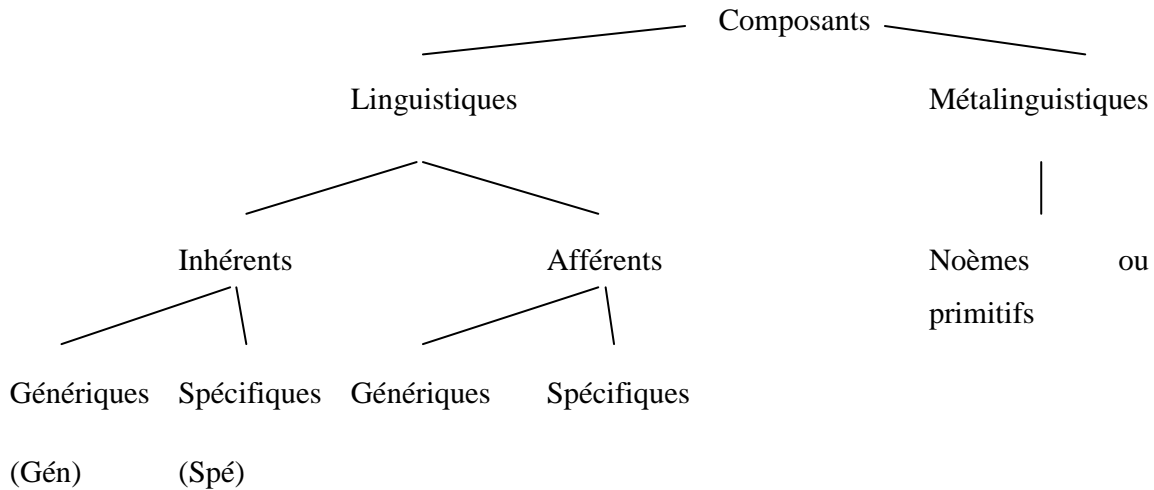 Composants
Linguistiques Métalinguistiques
Inhérents Afférents Noèmes ou
primitifs
Génériques Spécifiques Génériques Spécifiques
(Gén) (Spé)